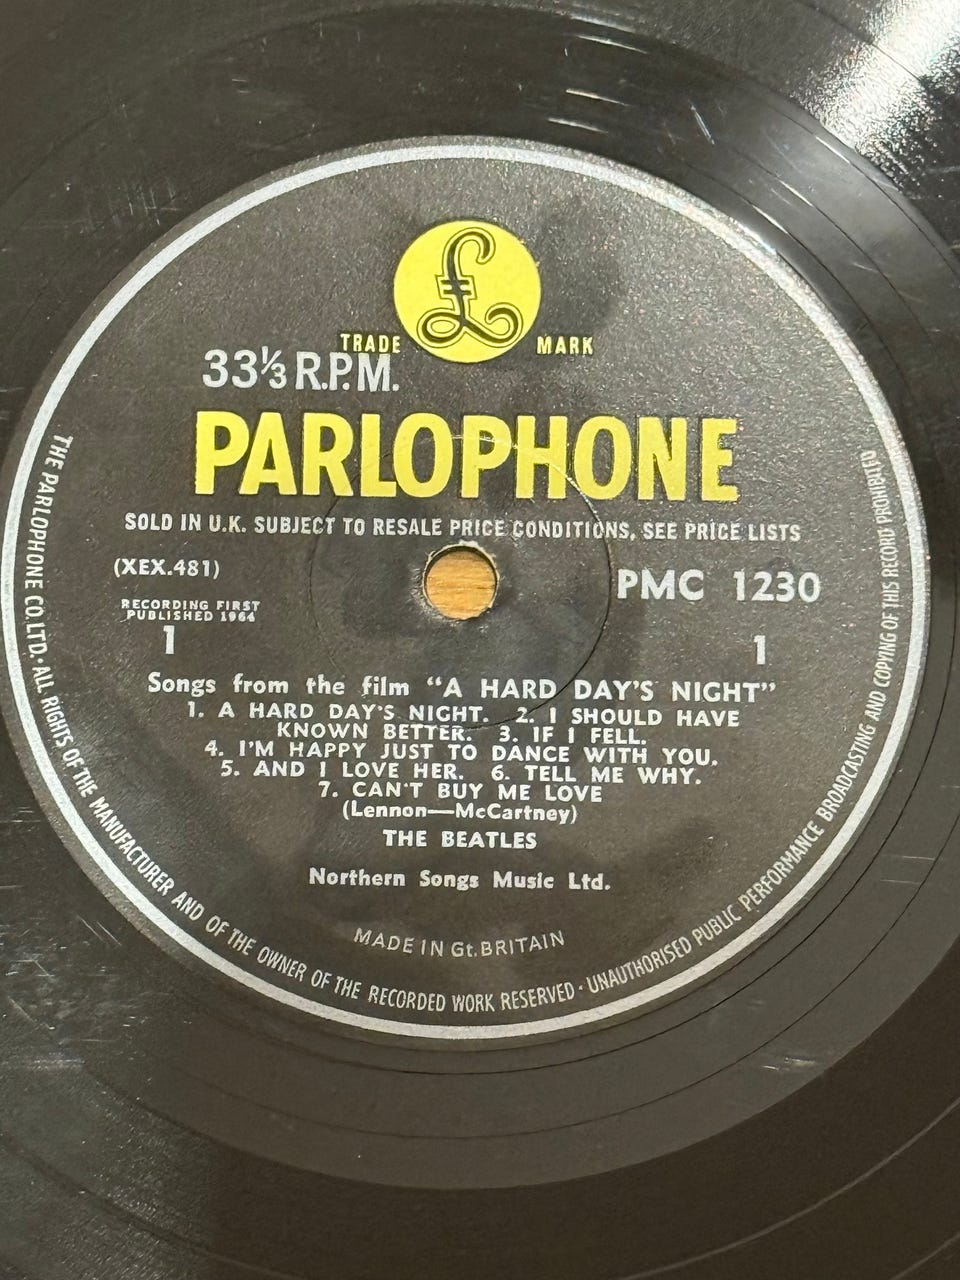 £
TRADE MARK
33⅓ R.P.M.
PARLOPHONE
SOLD IN U.K. SUBJECT TO RESALE PRICE CONDITIONS, SEE PRICE LISTS
(XEX.481)
PMC 1230
RECORDING FIRST
PUBLISHED 1964
1
1
Songs from the film "A HARD DAY'S NIGHT"
1. A HARD DAY'S NIGHT. 2. I SHOULD HAVE
KNOWN BETTER. 3. IF I FELL.
4. I'M HAPPY JUST TO DANCE WITH YOU.
5. AND I LOVE HER. 6. TELL ME WHY.
7. CAN'T BUY ME LOVE
(Lennon—McCartney)
THE BEATLES
Northern Songs Music Ltd.
MADE IN Gt. BRITAIN
THE PARLOPHONE CO. LTD. · ALL RIGHTS OF THE MANUFACTURER AND OF THE OWNER OF THE RECORDED WORK RESERVED · UNAUTHORISED PUBLIC PERFORMANCE BROADCASTING AND COPYING OF THIS RECORD PROHIBITED